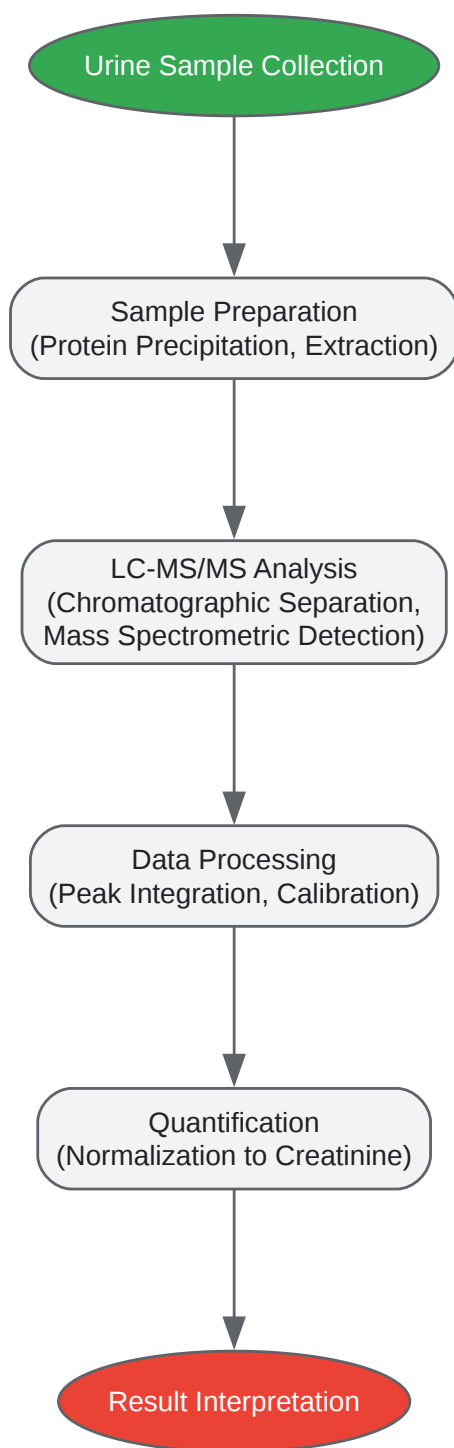 Urine Sample Collection
Sample Preparation
(Protein Precipitation, Extraction)
LC-MS/MS Analysis
(Chromatographic Separation,
Mass Spectrometric Detection)
Data Processing
(Peak Integration, Calibration)
Quantification
(Normalization to Creatinine)
Result Interpretation